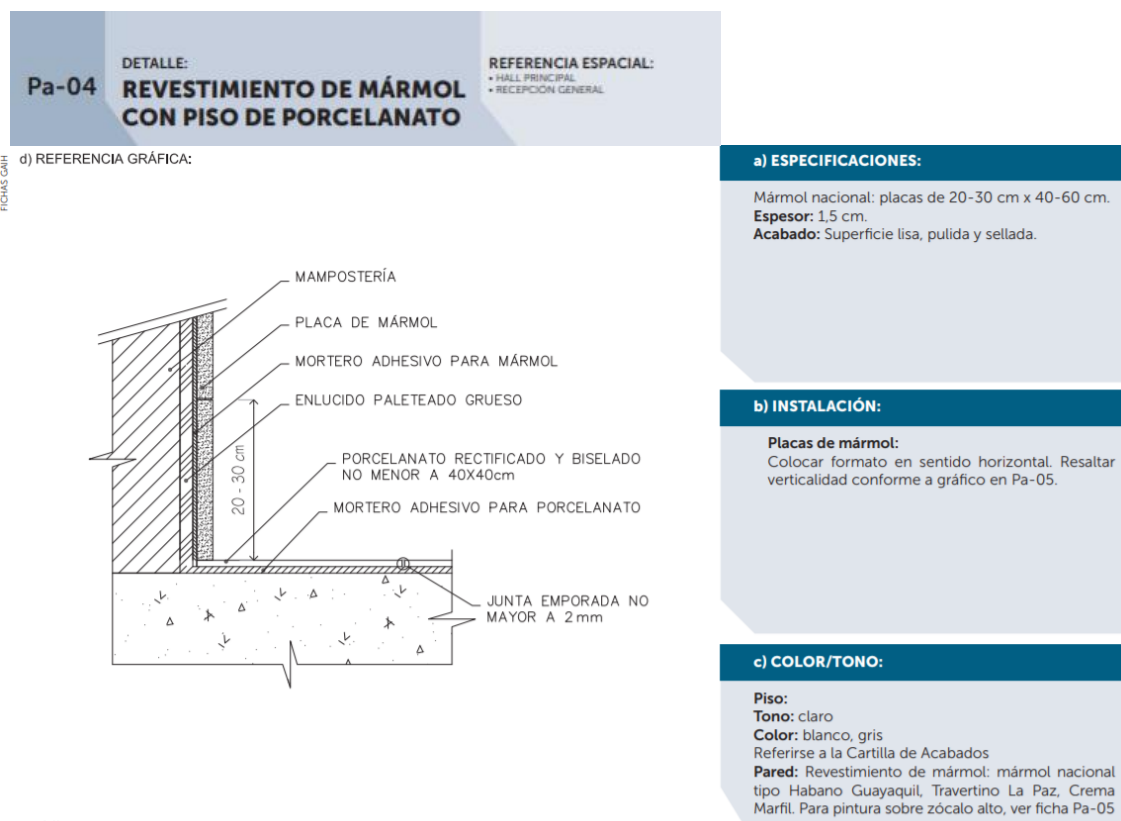 Pa-04
DETALLE:
REVESTIMIENTO DE MÁRMOL
CON PISO DE PORCELANATO
REFERENCIA ESPACIAL:
• HALL PRINCIPAL
• RECEPCIÓN GENERAL
FICHAS GAIH
d) REFERENCIA GRÁFICA:
MAMPOSTERÍA
PLACA DE MÁRMOL
MORTERO ADHESIVO PARA MÁRMOL
ENLUCIDO PALETEADO GRUESO
20 - 30 cm
PORCELANATO RECTIFICADO Y BISELADO
NO MENOR A 40X40cm
MORTERO ADHESIVO PARA PORCELANATO
JUNTA EMPORADA NO
MAYOR A 2mm
a) ESPECIFICACIONES:
Mármol nacional: placas de 20-30 cm x 40-60 cm.
Espesor: 1,5 cm.
Acabado: Superficie lisa, pulida y sellada.
b) INSTALACIÓN:
Placas de mármol:
Colocar formato en sentido horizontal. Resaltar
verticalidad conforme a gráfico en Pa-05.
c) COLOR/TONO:
Piso:
Tono: claro
Color: blanco, gris
Referirse a la Cartilla de Acabados
Pared: Revestimiento de mármol: mármol nacional
tipo Habano Guayaquil, Travertino La Paz, Crema
Marfil. Para pintura sobre zócalo alto, ver ficha Pa-05